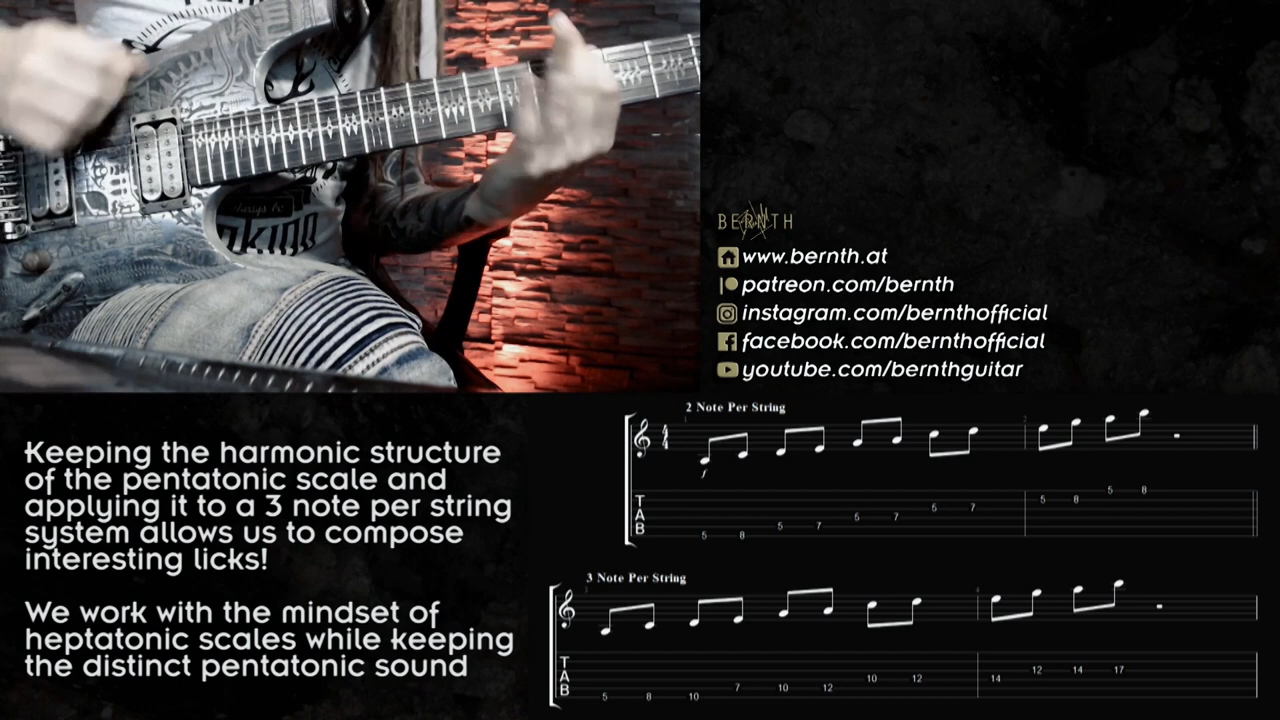 BERNTH
www.bernth.at
patreon.com/bernth
instagram.com/bernthofficial
facebook.com/bernthofficial
youtube.com/bernthguitar
Keeping the harmonic structure
of the pentatonic scale and
applying it to a 3 note per string
system allows us to compose
interesting licks!
We work with the mindset of
heptatonic scales while keeping
the distinct pentatonic sound
2 Note Per String
4
4
f
T
A
B
5 8 5 7 5 7 5 7 5 8 5 8
3 Note Per String
T
A
B
5 8 10 7 10 12 10 12 14 12 14 17